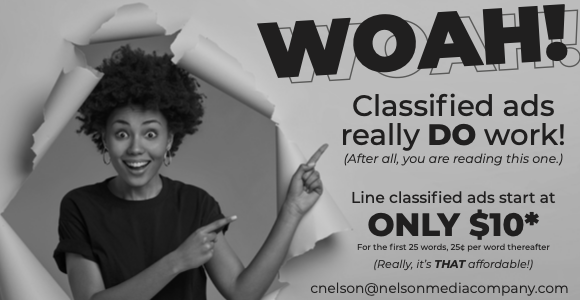 WOAH!
Classified ads
really DO work!
(After all, you are reading this one.)
Line classified ads start at
ONLY $10*
For the first 25 words, 25¢ per word thereafter
(Really, it's THAT affordable!)
cnelson@nelsonmediacompany.com